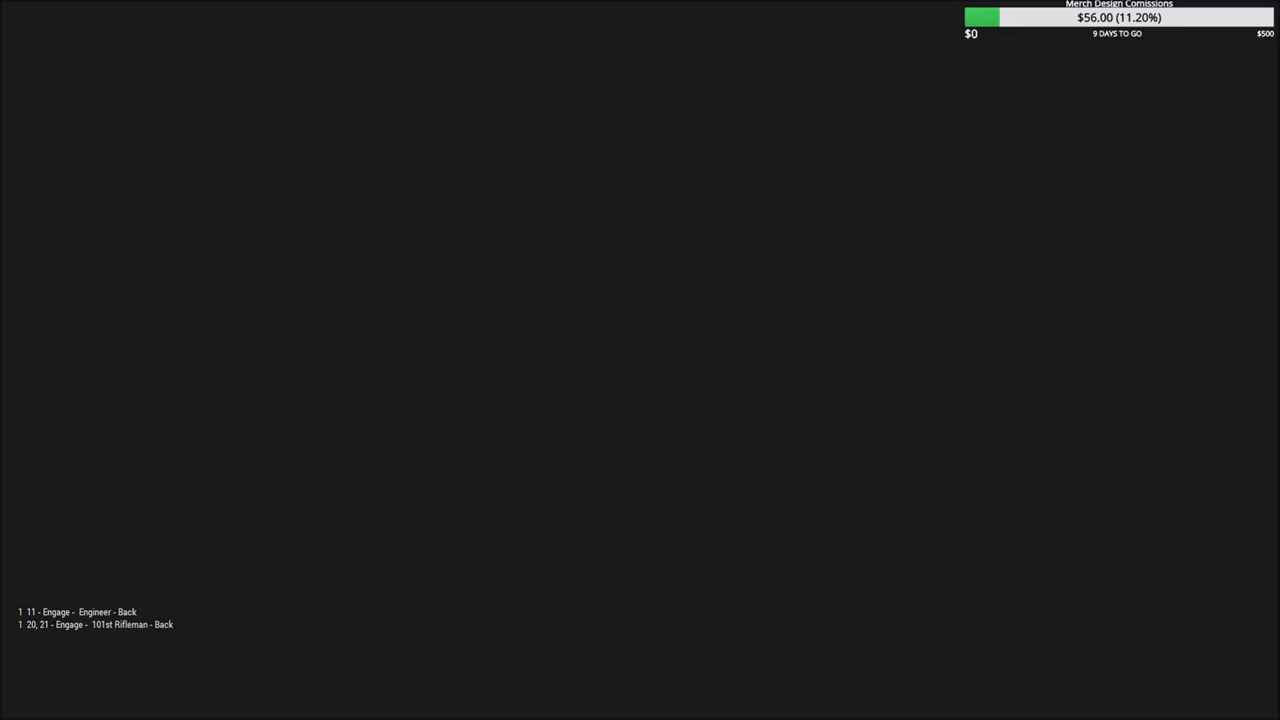 Merch Design Comissions
$56.00 (11.20%)
$0 9 DAYS TO GO $500
1 11 - Engage - Engineer - Back
1 20, 21 - Engage - 101st Rifleman - Back